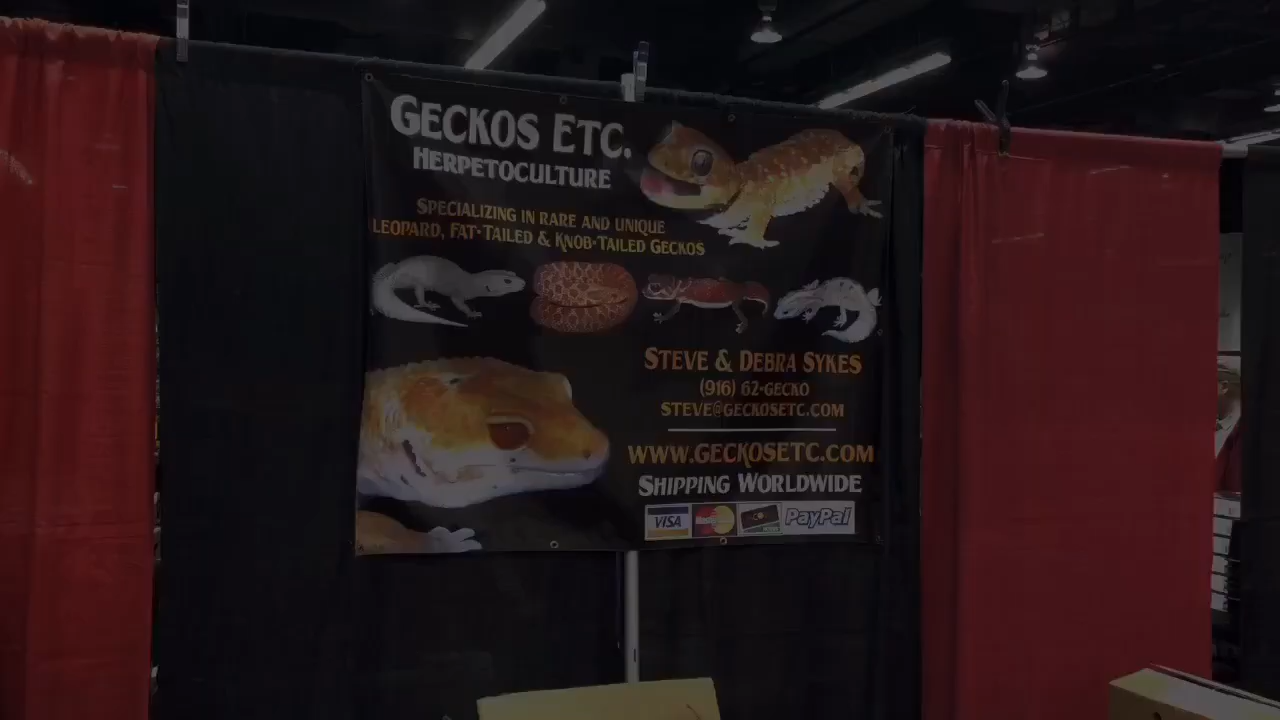 GECKOS ETC.
HERPETOCULTURE
SPECIALIZING IN RARE AND UNIQUE
LEOPARD, FAT-TAILED & KNOB-TAILED GECKOS
STEVE & DEBRA SYKES
(916) 62-GECKO
STEVE@GECKOSETC.COM
WWW.GECKOSETC.COM
SHIPPING WORLDWIDE
VISA
PayPal